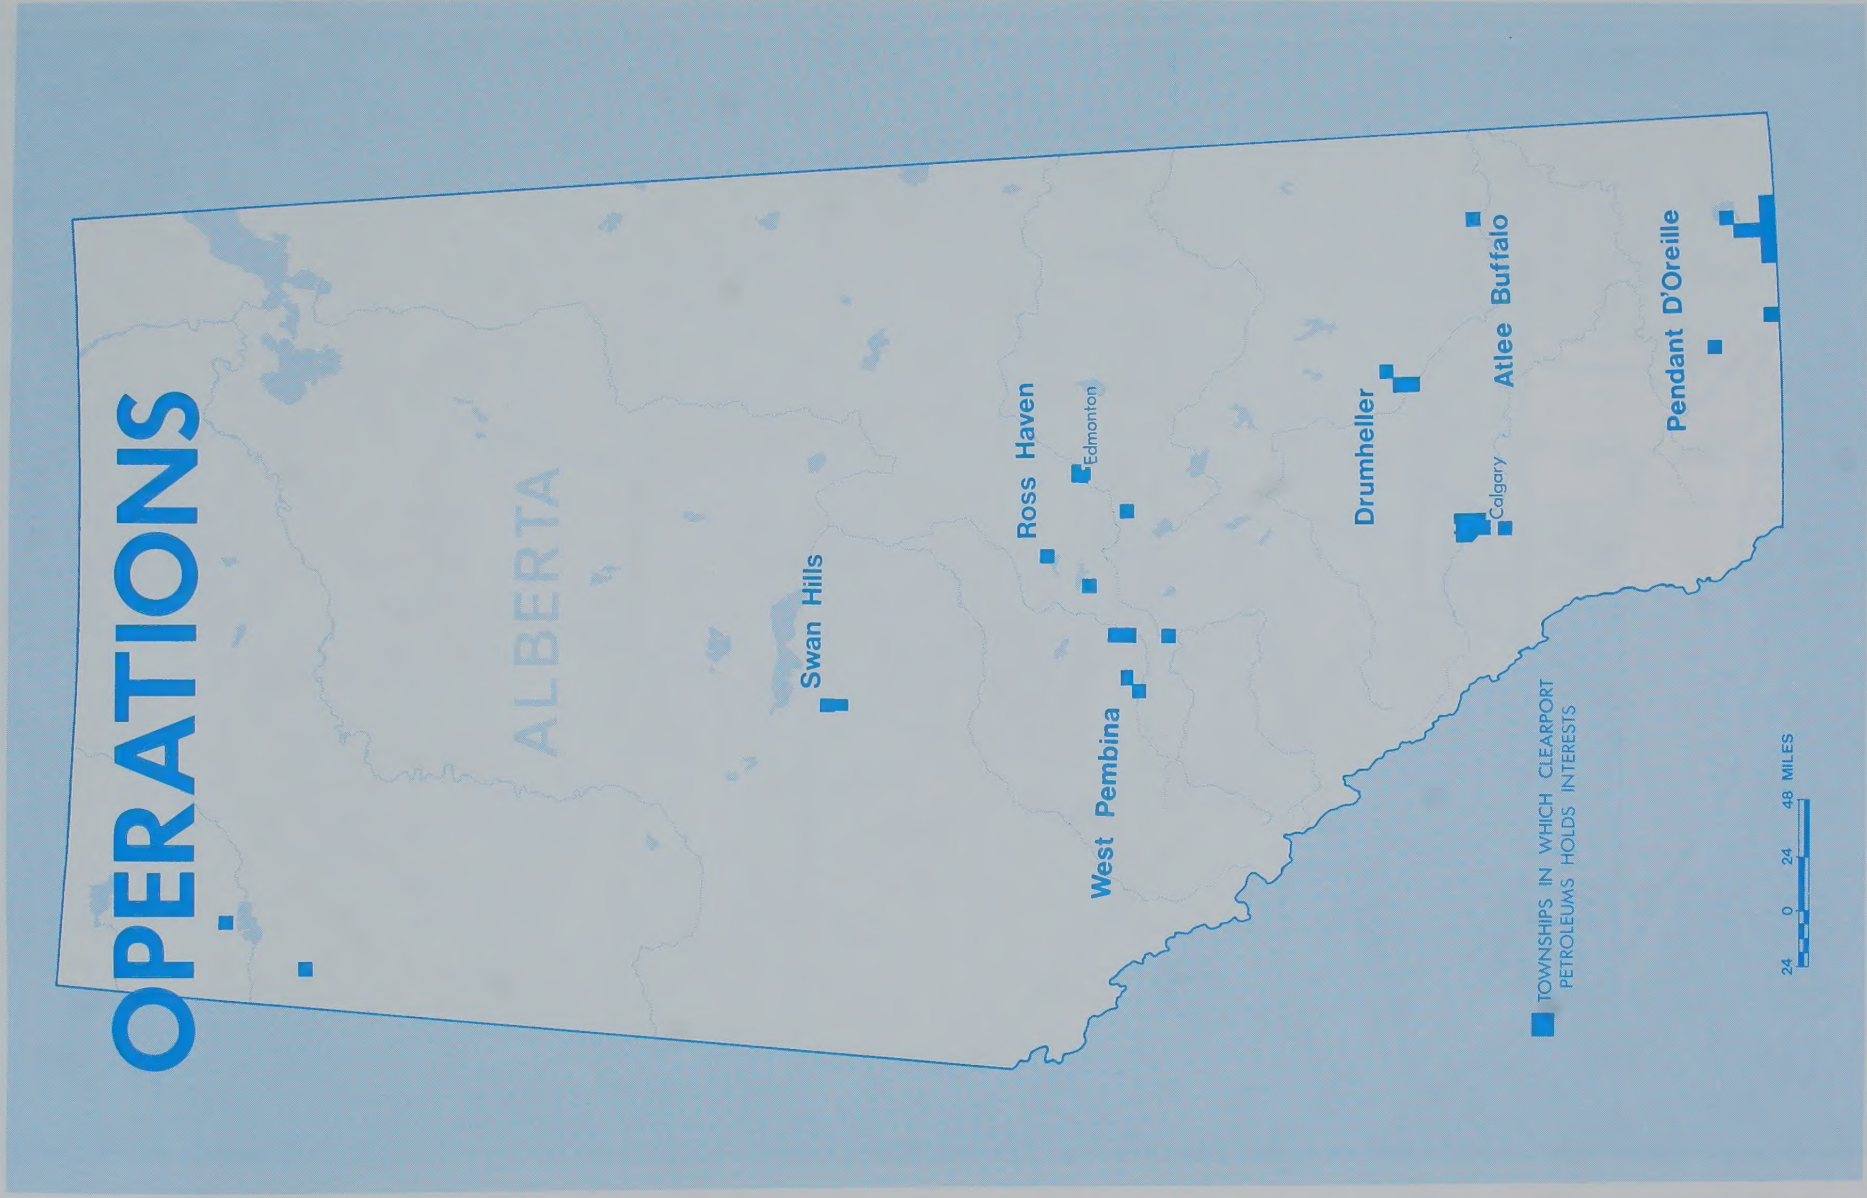 OPERATIONS
ALBERTA
Swan Hills
Ross Haven
Edmonton
West Pembina
Drumheller
Calgary
Atlee Buffalo
Pendant D'Oreille
TOWNSHIPS IN WHICH CLEARPORT
PETROLEUMS HOLDS INTERESTS
24 0 24 48 MILES